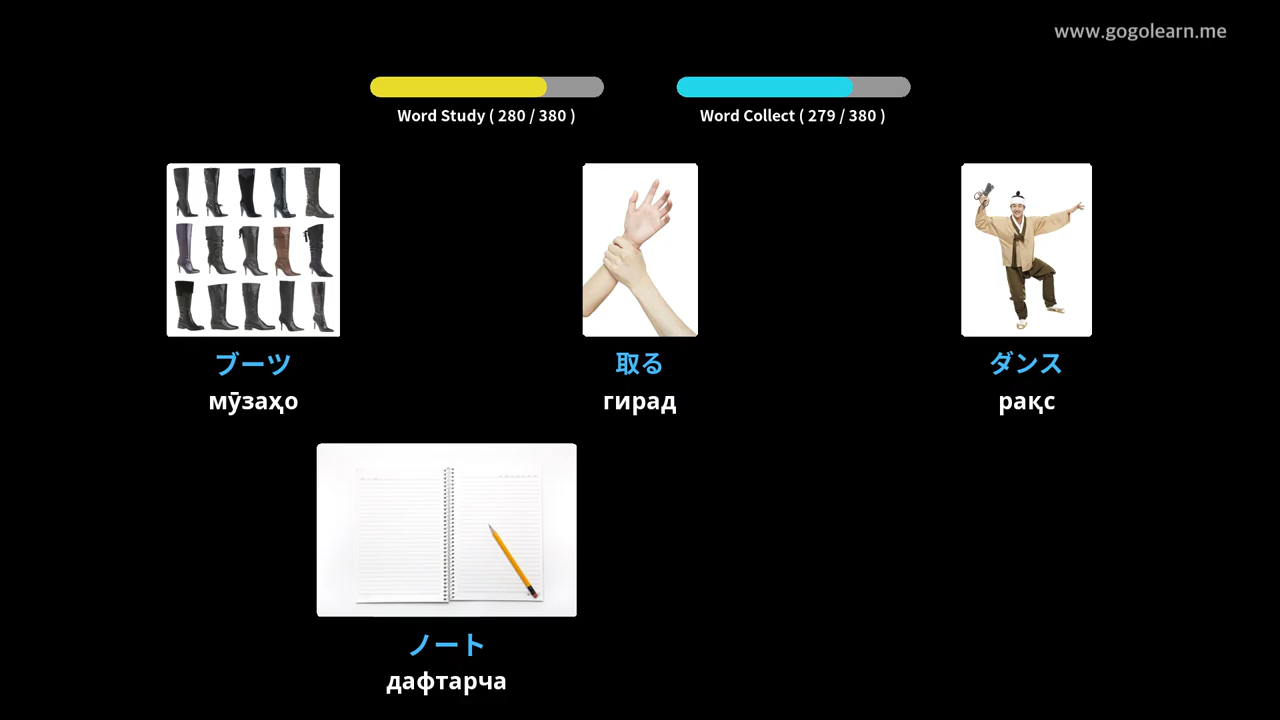 www.gogolearn.me
Word Study ( 280 / 380 )
Word Collect ( 279 / 380 )
ブーツ
мӯзаҳо
取る
гирад
ダンス
рақс
ノート
дафтарча